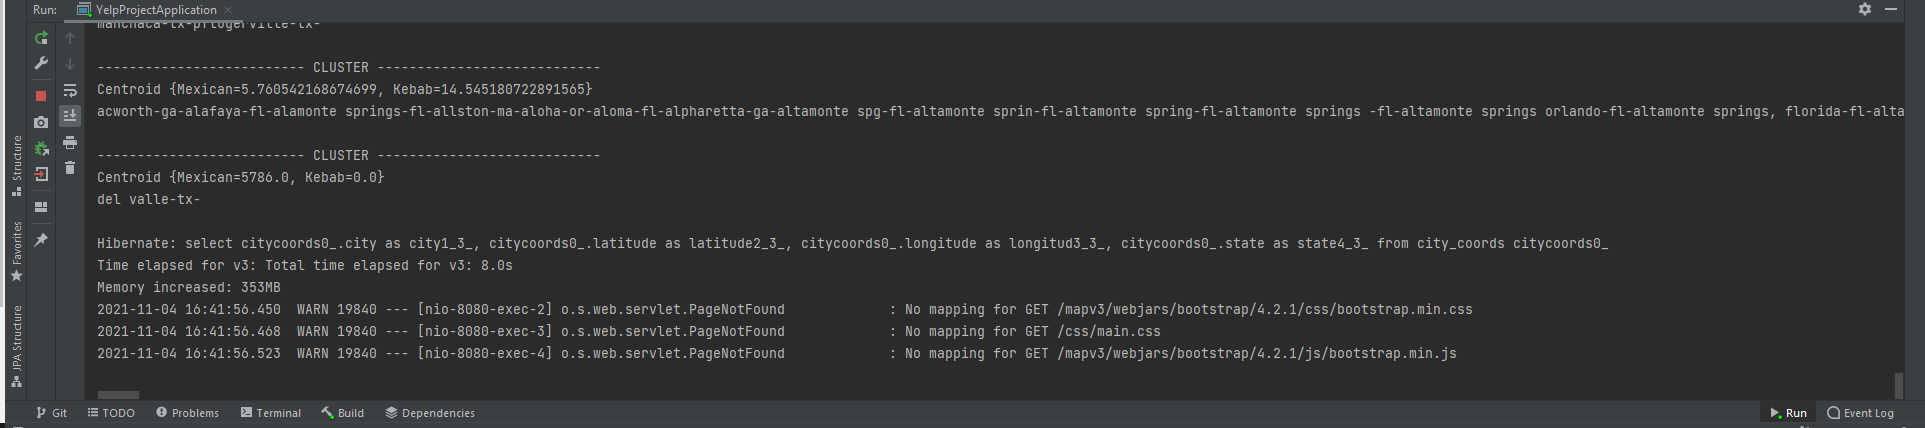 Run: YelpProjectApplication
manchaca-tx-pflugerville-tx-
-------------------------- CLUSTER ----------------------------
Centroid {Mexican=5.760542168674699, Kebab=14.545180722891565}
acworth-ga-alafaya-fl-alamonte springs-fl-allston-ma-aloha-or-aloma-fl-alpharetta-ga-altamonte spg-fl-altamonte sprin-fl-altamonte spring-fl-altamonte springs -fl-altamonte springs orlando-fl-altamonte springs, florida-fl-alta
-------------------------- CLUSTER ----------------------------
Centroid {Mexican=5786.0, Kebab=0.0}
del valle-tx-
Hibernate: select citycoords0_.city as city1_3_, citycoords0_.latitude as latitude2_3_, citycoords0_.longitude as longitud3_3_, citycoords0_.state as state4_3_ from city_coords citycoords0_
Time elapsed for v3: Total time elapsed for v3: 8.0s
Memory increased: 353MB
2021-11-04 16:41:56.450  WARN 19840 --- [nio-8080-exec-2] o.s.web.servlet.PageNotFound             : No mapping for GET /mapv3/webjars/bootstrap/4.2.1/css/bootstrap.min.css
2021-11-04 16:41:56.468  WARN 19840 --- [nio-8080-exec-3] o.s.web.servlet.PageNotFound             : No mapping for GET /css/main.css
2021-11-04 16:41:56.523  WARN 19840 --- [nio-8080-exec-4] o.s.web.servlet.PageNotFound             : No mapping for GET /mapv3/webjars/bootstrap/4.2.1/js/bootstrap.min.js
Structure
Favorites
JPA Structure
Git TODO Problems Terminal Build Dependencies Run Event Log